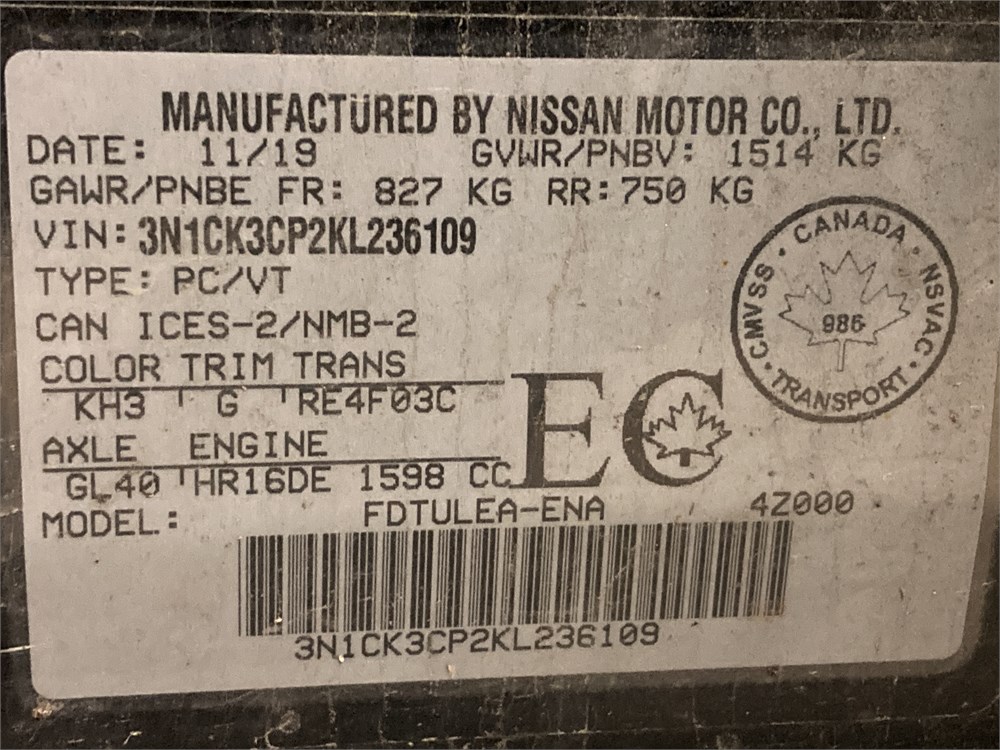 MANUFACTURED BY NISSAN MOTOR CO., LTD.
DATE: 11/19 GVWR/PNBV: 1514 KG
GAWR/PNBE FR: 827 KG RR:750 KG
VIN: 3N1CK3CP2KL236109
TYPE: PC/VT
CAN ICES-2/NMB-2
COLOR TRIM TRANS
KH3 G RE4F03C
AXLE ENGINE
GL40 HR16DE 1598 CC
MODEL: FDTULEA-ENA 4Z000
3N1CK3CP2KL236109
EC
CANADA · NSVAC · TRANSPORT · CMVSS ·
986